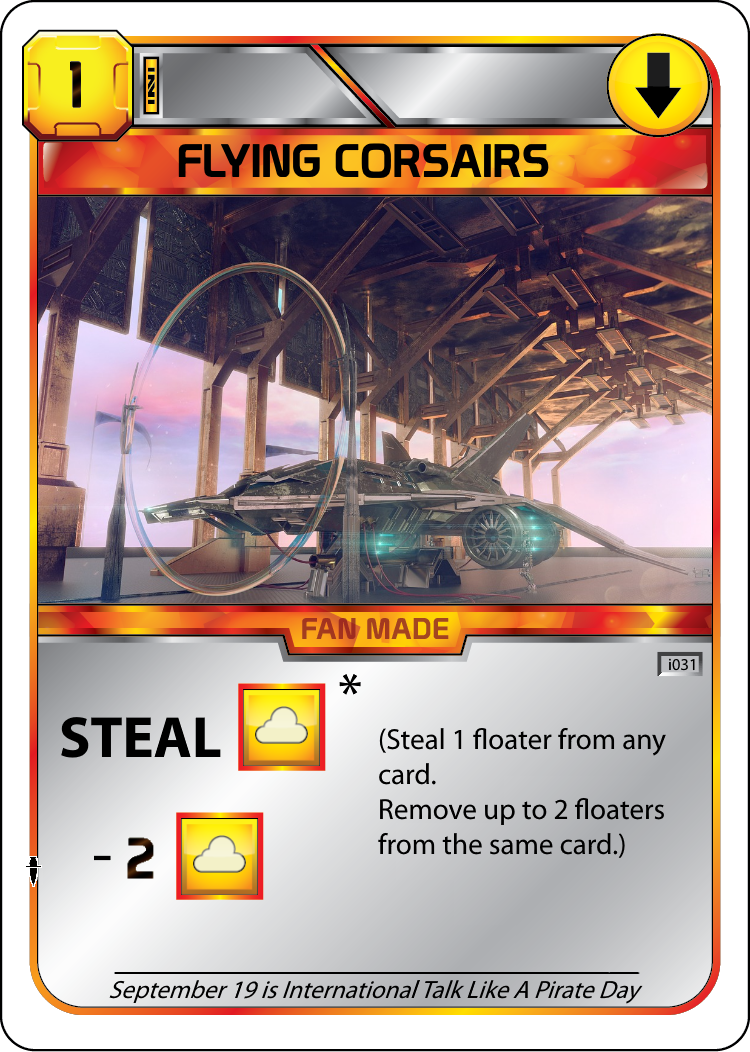 1
FLYING CORSAIRS
FAN MADE
i031
STEAL *
(Steal 1 floater from any
card.
Remove up to 2 floaters
from the same card.)
- 2
September 19 is International Talk Like A Pirate Day